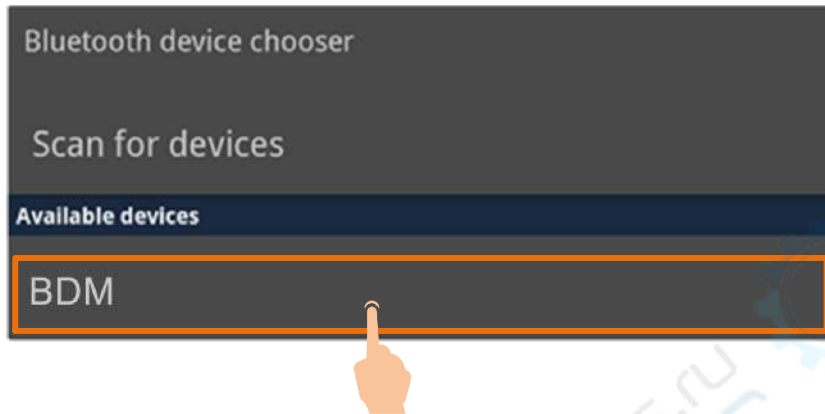 Bluetooth device chooser
Scan for devices
Available devices
BDM